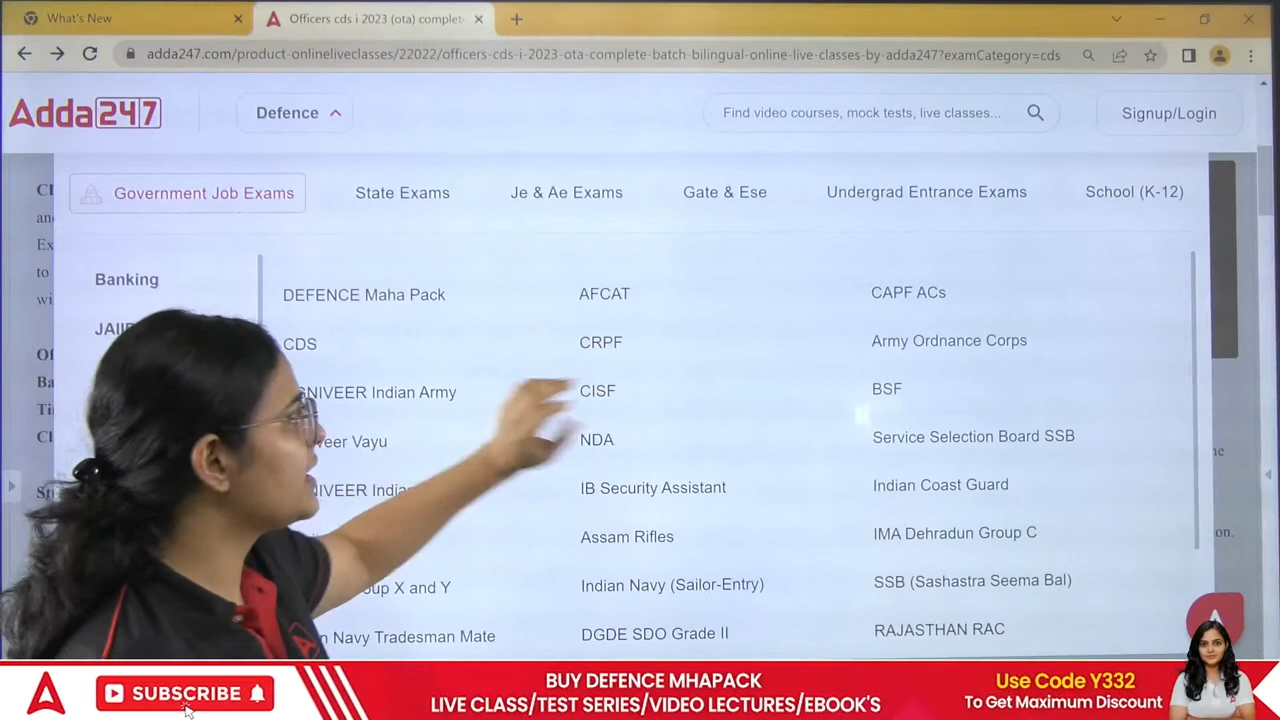 What's New
Officers cds i 2023 (ota) complete
adda247.com/product-onlineliveclasses/22022/officers-cds-i-2023-ota-complete-batch-bilingual-online-live-classes-by-adda247?examCategory=cds
Adda247
Defence
Find video courses, mock tests, live classes...
Signup/Login
Government Job Exams
State Exams
Je & Ae Exams
Gate & Ese
Undergrad Entrance Exams
School (K-12)
Banking
DEFENCE Maha Pack
AFCAT
CAPF ACs
CDS
CRPF
Army Ordnance Corps
Indian Army
CISF
BSF
Vayu
NDA
Service Selection Board SSB
IB Security Assistant
Indian Coast Guard
Assam Rifles
IMA Dehradun Group C
X and Y
Indian Navy (Sailor-Entry)
SSB (Sashastra Seema Bal)
Navy Tradesman Mate
DGDE SDO Grade II
RAJASTHAN RAC
SUBSCRIBE
BUY DEFENCE MHAPACK
LIVE CLASS/TEST SERIES/VIDEO LECTURES/EBOOK'S
Use Code Y332
To Get Maximum Discount